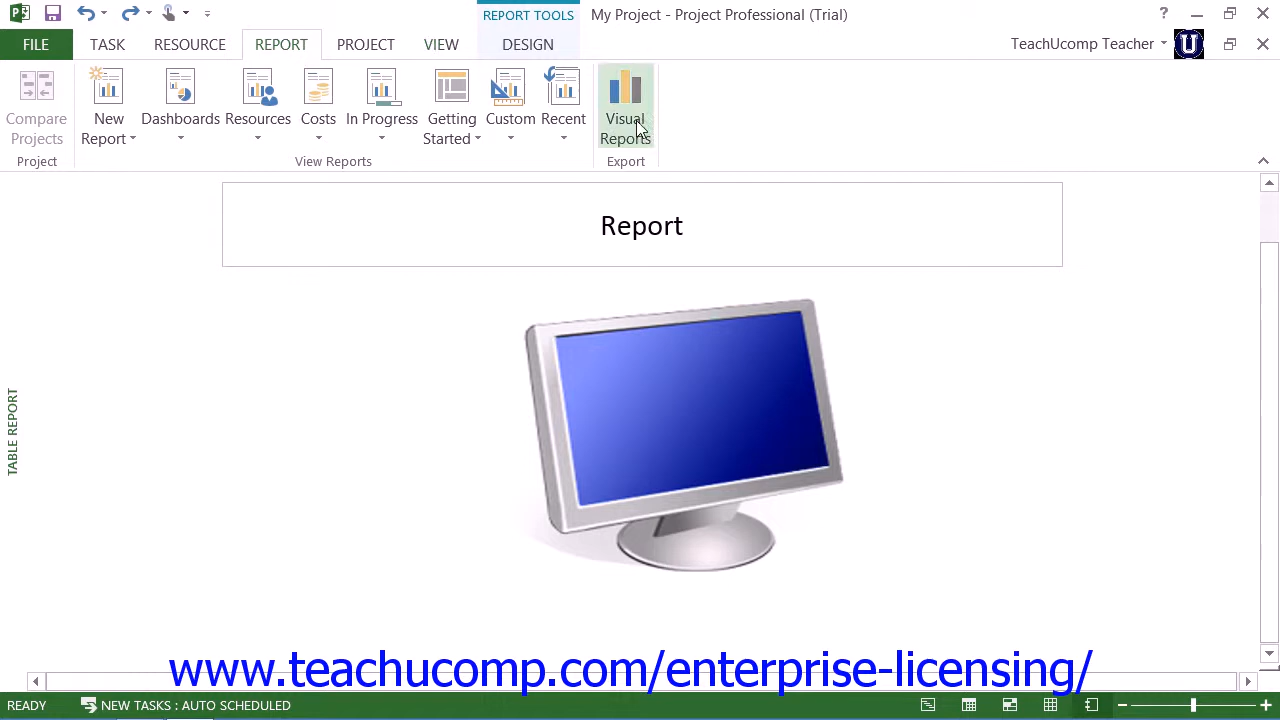 REPORT TOOLS
My Project - Project Professional (Trial)
?
FILE
TASK
RESOURCE
REPORT
PROJECT
VIEW
DESIGN
TeachUcomp Teacher
U
Compare Projects
New Report
Dashboards
Resources
Costs
In Progress
Getting Started
Custom
Recent
Visual Reports
Project
View Reports
Export
Report
TABLE REPORT
www.teachucomp.com/enterprise-licensing/
READY
NEW TASKS : AUTO SCHEDULED